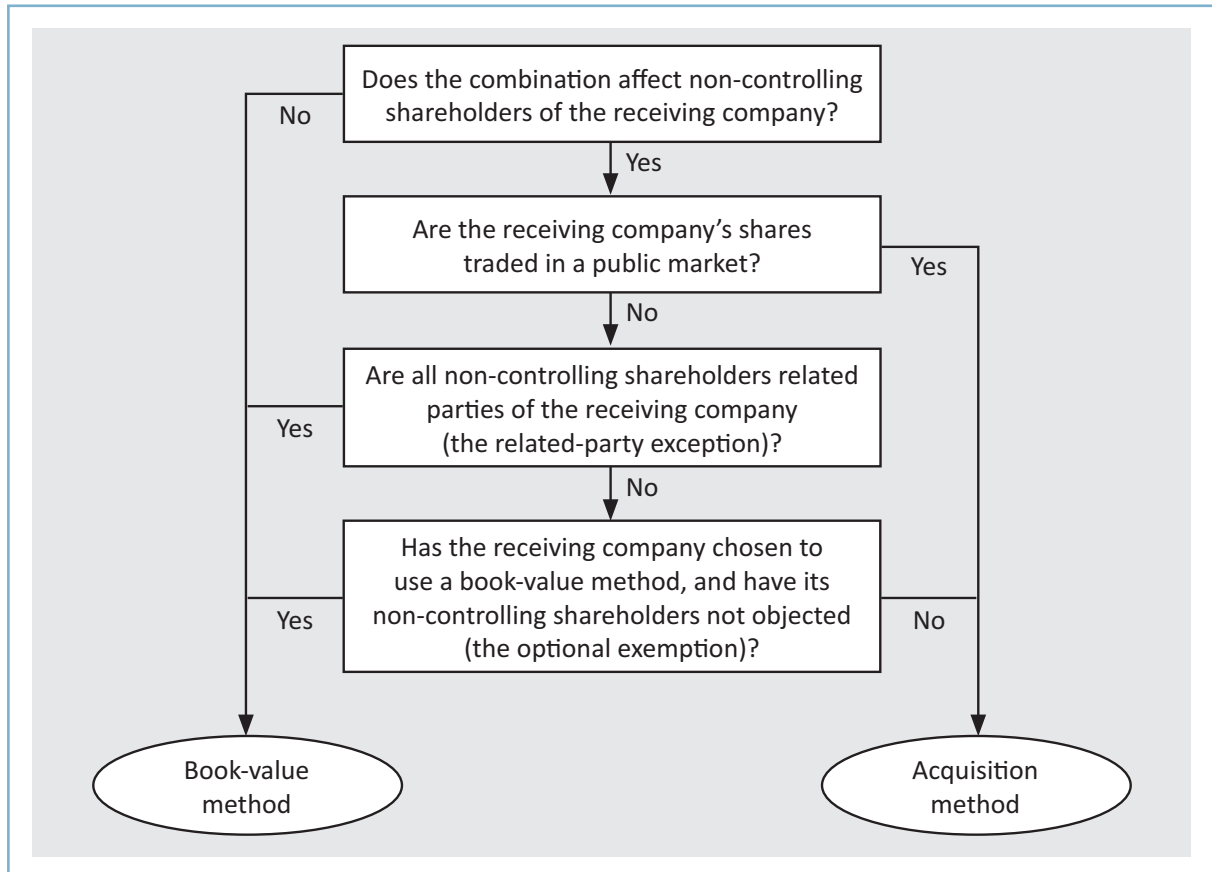 Does the combination affect non-controlling
shareholders of the receiving company?
No
Yes
Are the receiving company’s shares
traded in a public market?
Yes
No
Are all non-controlling shareholders related
parties of the receiving company
(the related-party exception)?
Yes
No
Has the receiving company chosen to
use a book-value method, and have its
non-controlling shareholders not objected
(the optional exemption)?
Yes
No
Book-value
method
Acquisition
method